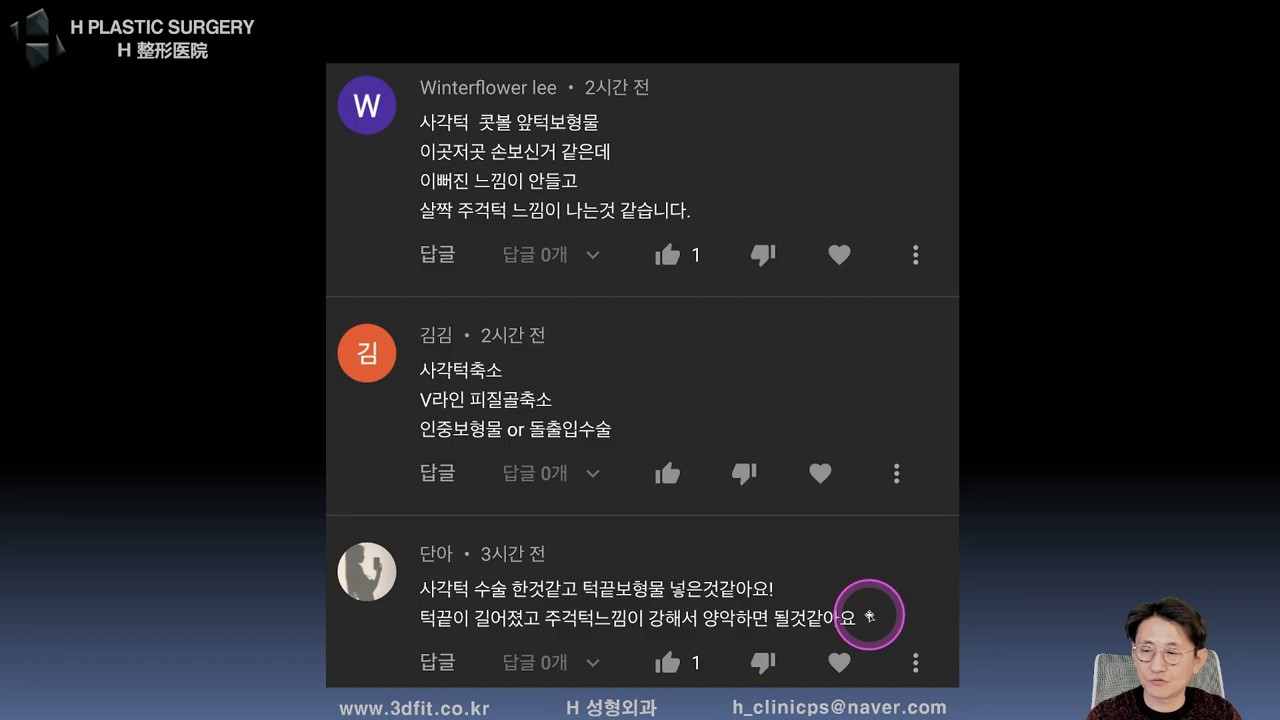 H PLASTIC SURGERY
H 整形医院
W
Winterflower lee • 2시간 전
사각턱 콧볼 앞턱보형물
이곳저곳 손보신거 같은데
이뻐진 느낌이 안들고
살짝 주걱턱 느낌이 나는것 같습니다.
답글 답글 0개 1
김
김김 • 2시간 전
사각턱축소
V라인 피질골축소
인중보형물 or 돌출입수술
답글 답글 0개
단아 • 3시간 전
사각턱 수술 한것같고 턱끝보형물 넣은것같아요!
턱끝이 길어졌고 주걱턱느낌이 강해서 양악하면 될것같아요
답글 답글 0개 1
www.3dfit.co.kr H 성형외과 h_clinicps@naver.com